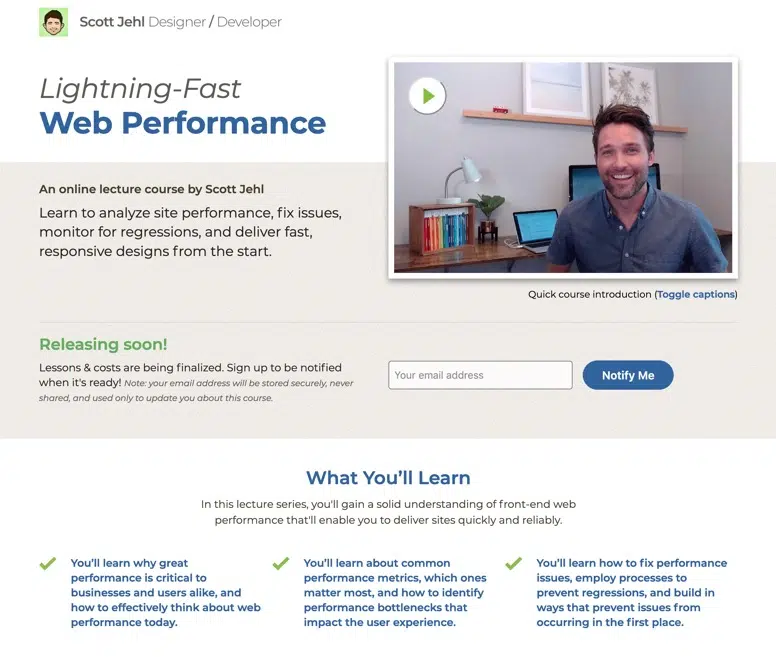 Scott Jehl Designer / Developer
Lightning-Fast
Web Performance
An online lecture course by Scott Jehl
Learn to analyze site performance, fix issues,
monitor for regressions, and deliver fast,
responsive designs from the start.
Quick course introduction (Toggle captions)
Releasing soon!
Lessons & costs are being finalized. Sign up to be notified
when it's ready! Note: your email address will be stored securely, never
shared, and used only to update you about this course.
Your email address
Notify Me
What You’ll Learn
In this lecture series, you'll gain a solid understanding of front-end web
performance that'll enable you to deliver sites quickly and reliably.
You’ll learn why great
performance is critical to
businesses and users alike, and
how to effectively think about web
performance today.
You’ll learn about common
performance metrics, which ones
matter most, and how to identify
performance bottlenecks that
impact the user experience.
You’ll learn how to fix performance
issues, employ processes to
prevent regressions, and build in
ways that prevent issues from
occurring in the first place.